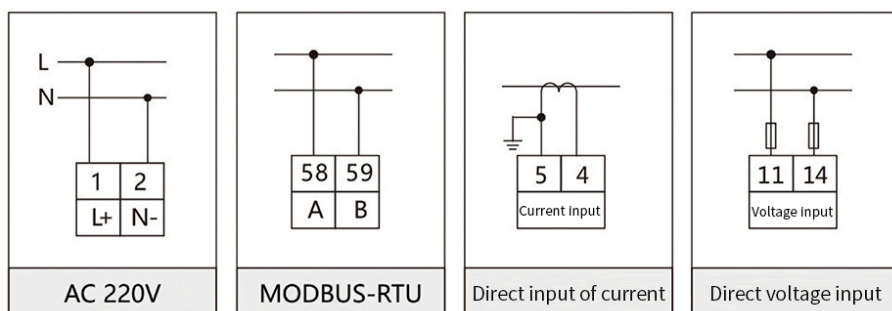 L
N
1 2
L+ N-
AC 220V
58 59
A B
MODBUS-RTU
5 4
Current input
Direct input of current
11 14
Voltage input
Direct voltage input